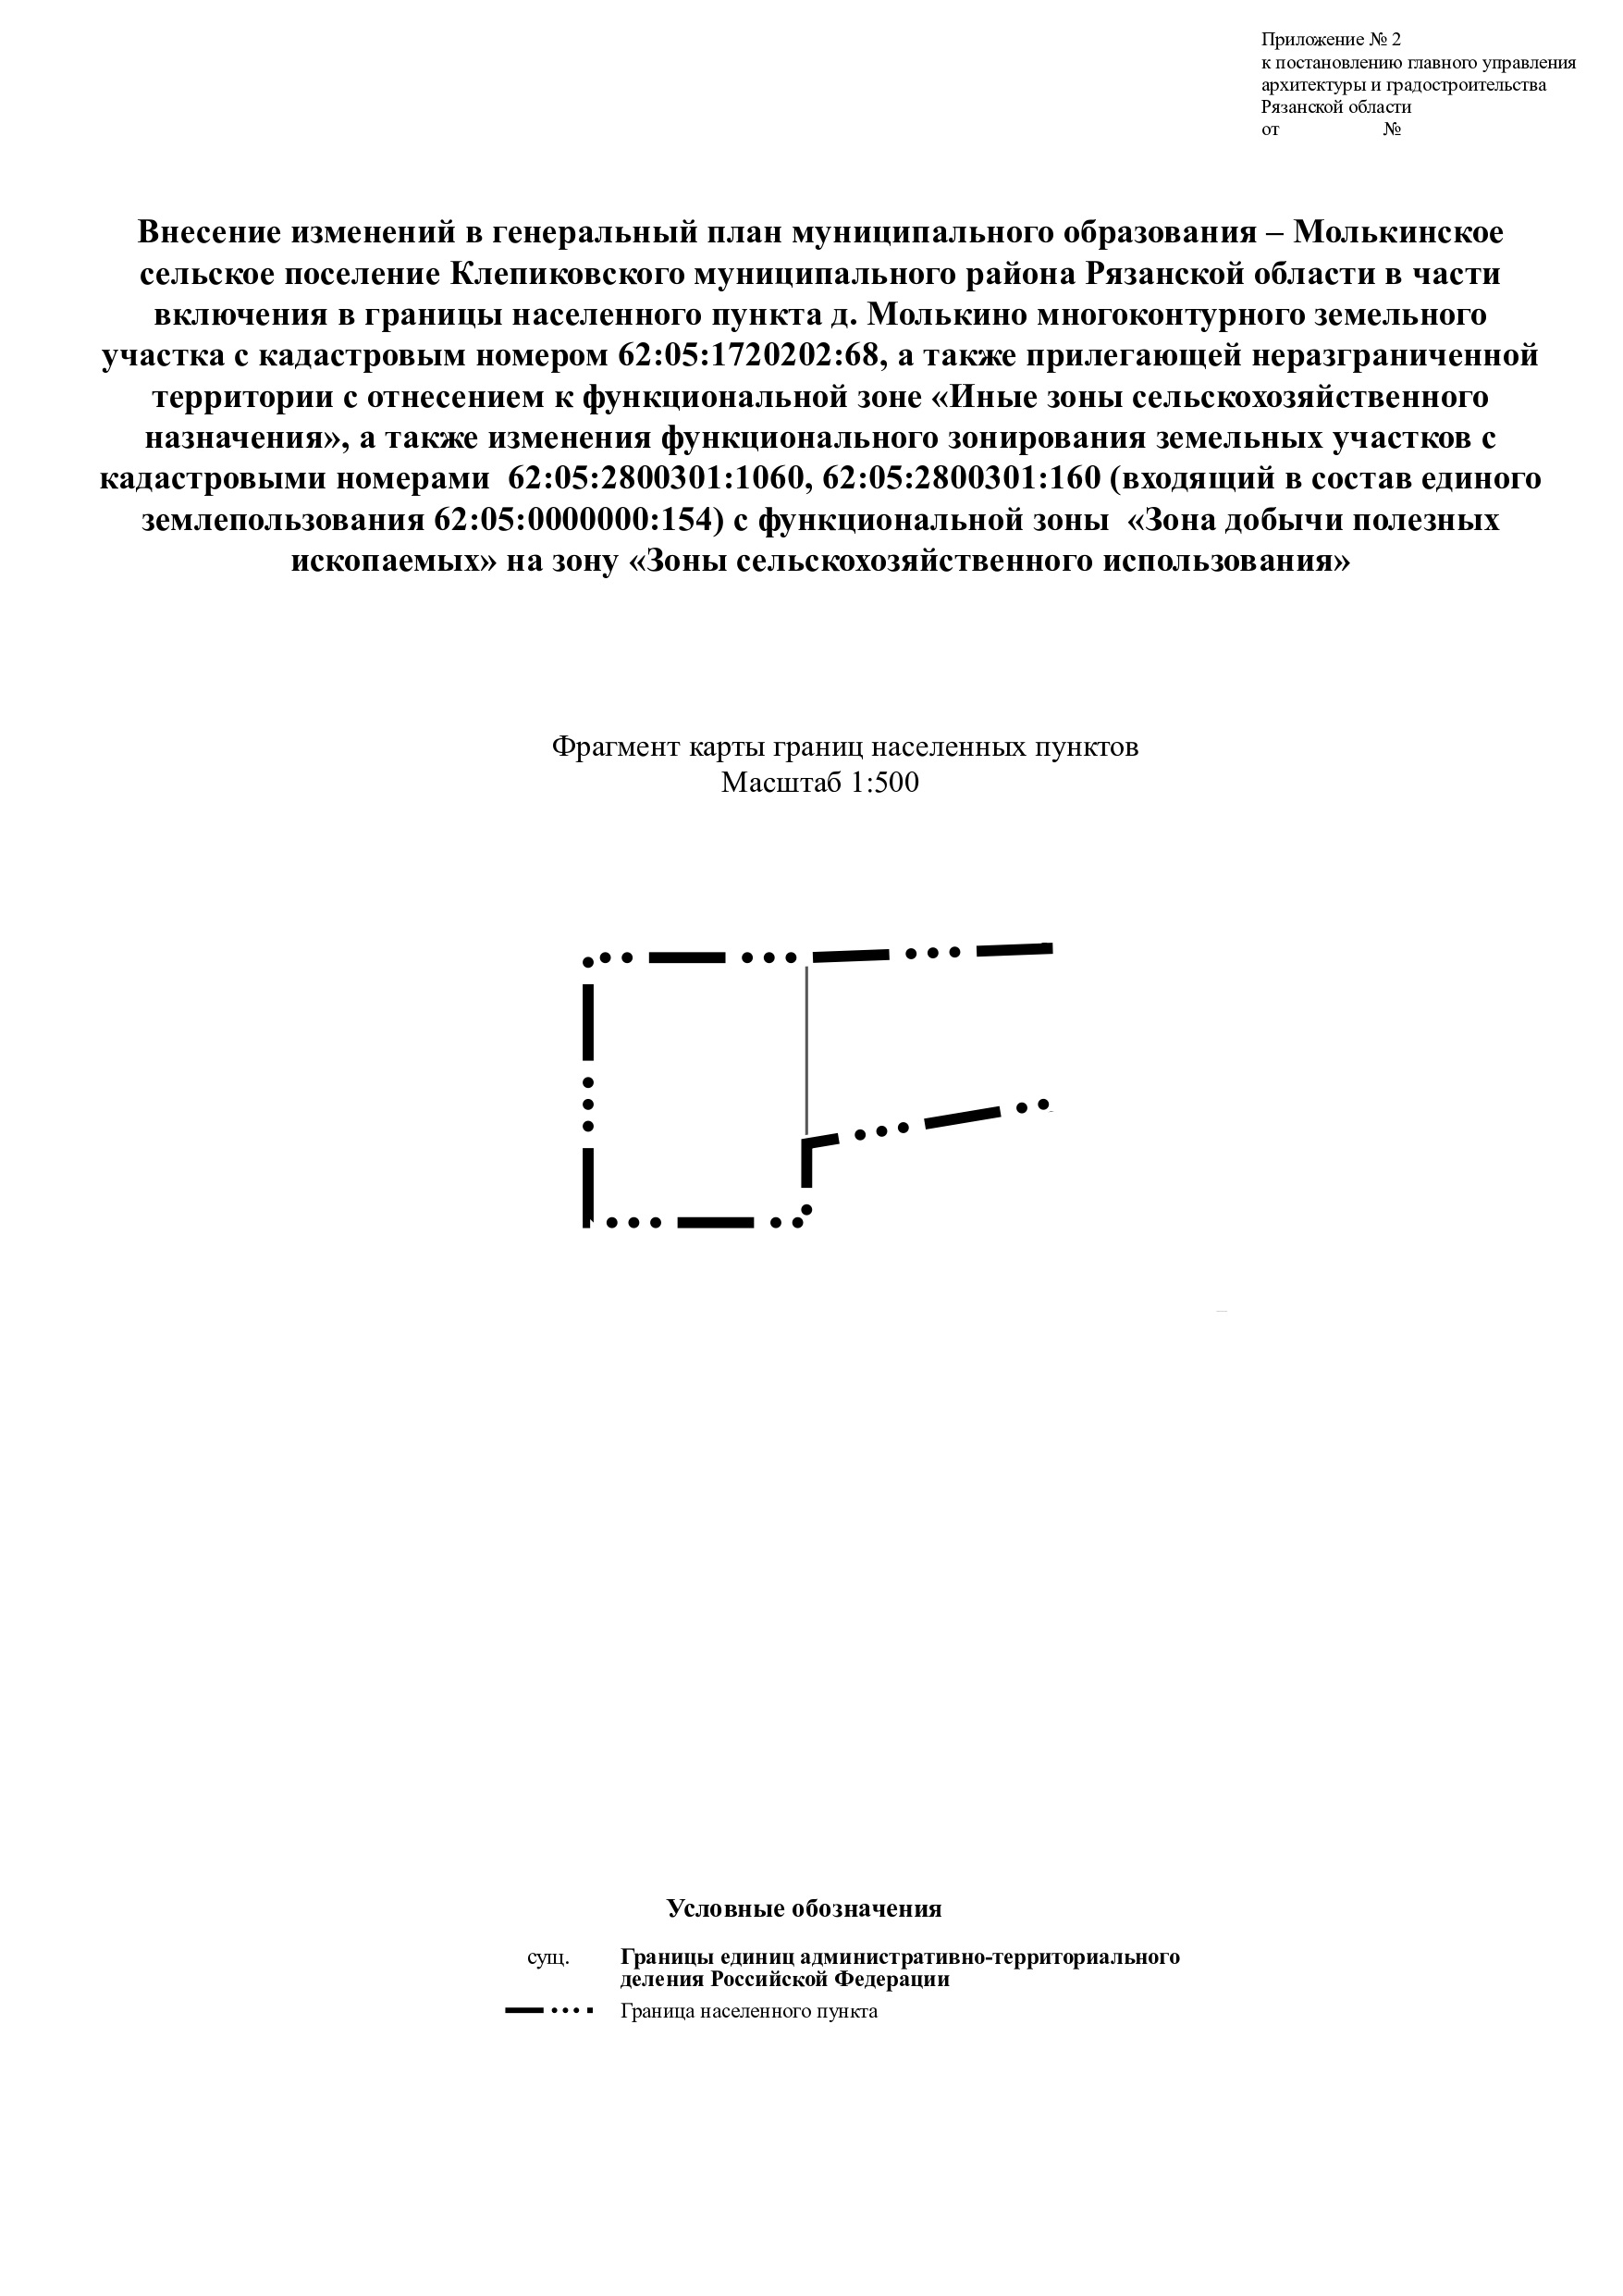 Приложение № 2
к постановлению главного управления
архитектуры и градостроительства
Рязанской области
от №
Внесение изменений в генеральный план муниципального образования – Молькинское
сельское поселение Клепиковского муниципального района Рязанской области в части
включения в границы населенного пункта д. Молькино многоконтурного земельного
участка с кадастровым номером 62:05:1720202:68, а также прилегающей неразграниченной
территории с отнесением к функциональной зоне «Иные зоны сельскохозяйственного
назначения», а также изменения функционального зонирования земельных участков с
кадастровыми номерами 62:05:2800301:1060, 62:05:2800301:160 (входящий в состав единого
землепользования 62:05:0000000:154) с функциональной зоны «Зона добычи полезных
ископаемых» на зону «Зоны сельскохозяйственного использования»
Фрагмент карты границ населенных пунктов
Масштаб 1:500
Условные обозначения
сущ. Границы единиц административно-территориального
деления Российской Федерации
Граница населенного пункта